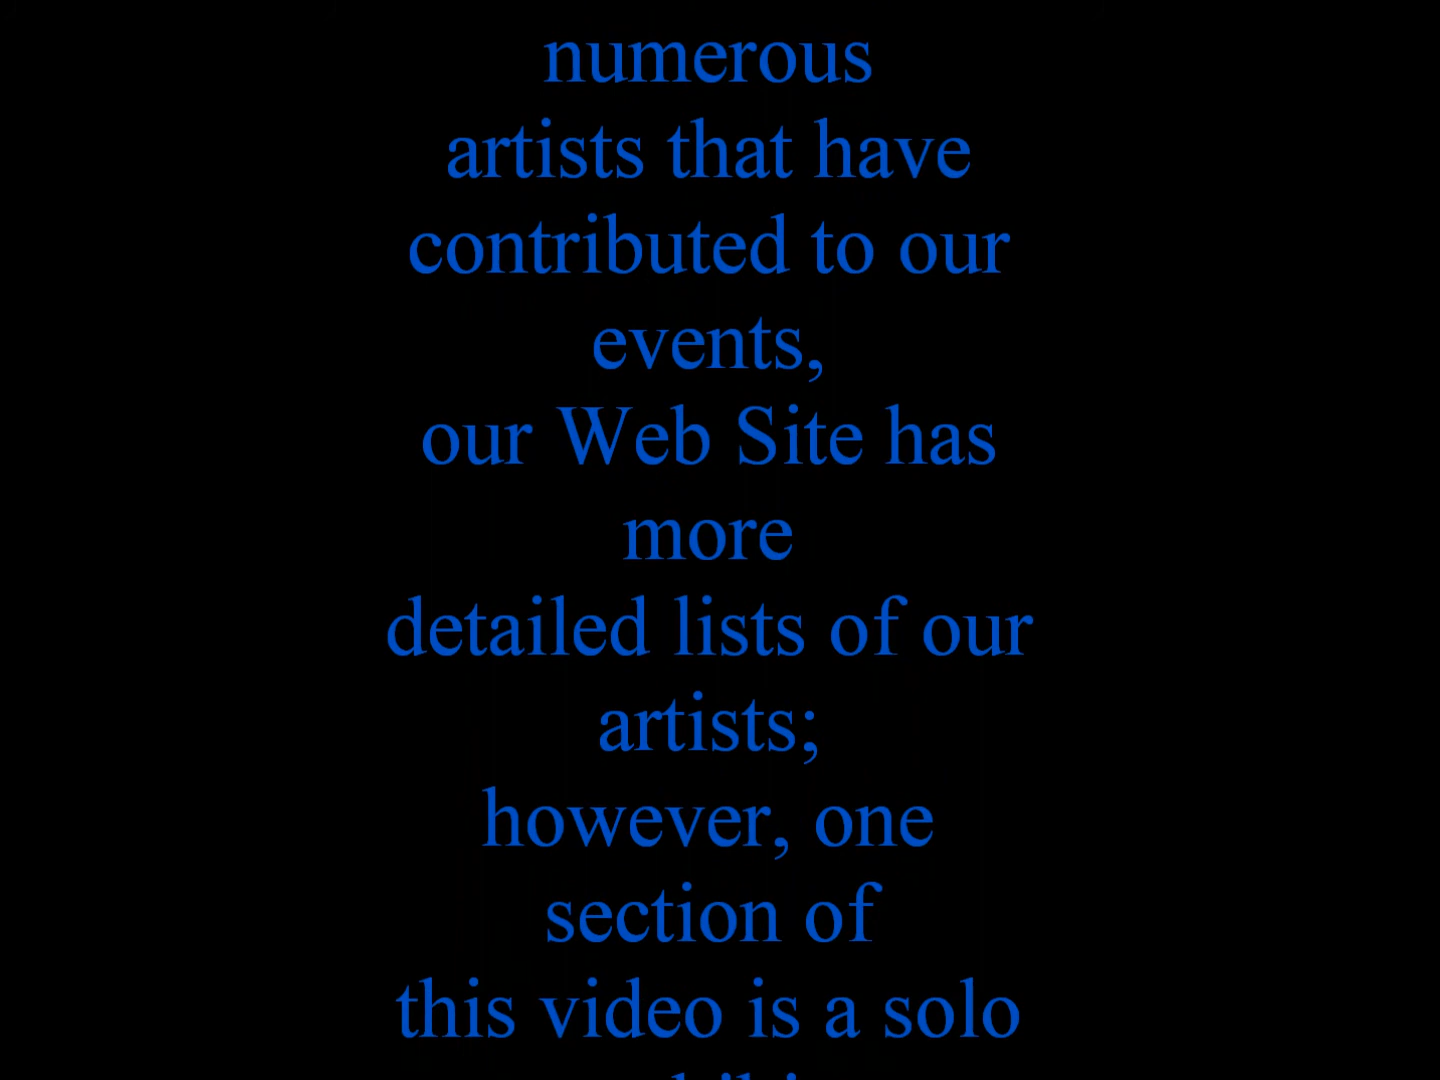 numerous
artists that have
contributed to our
events,
our Web Site has
more
detailed lists of our
artists;
however, one
section of
this video is a solo